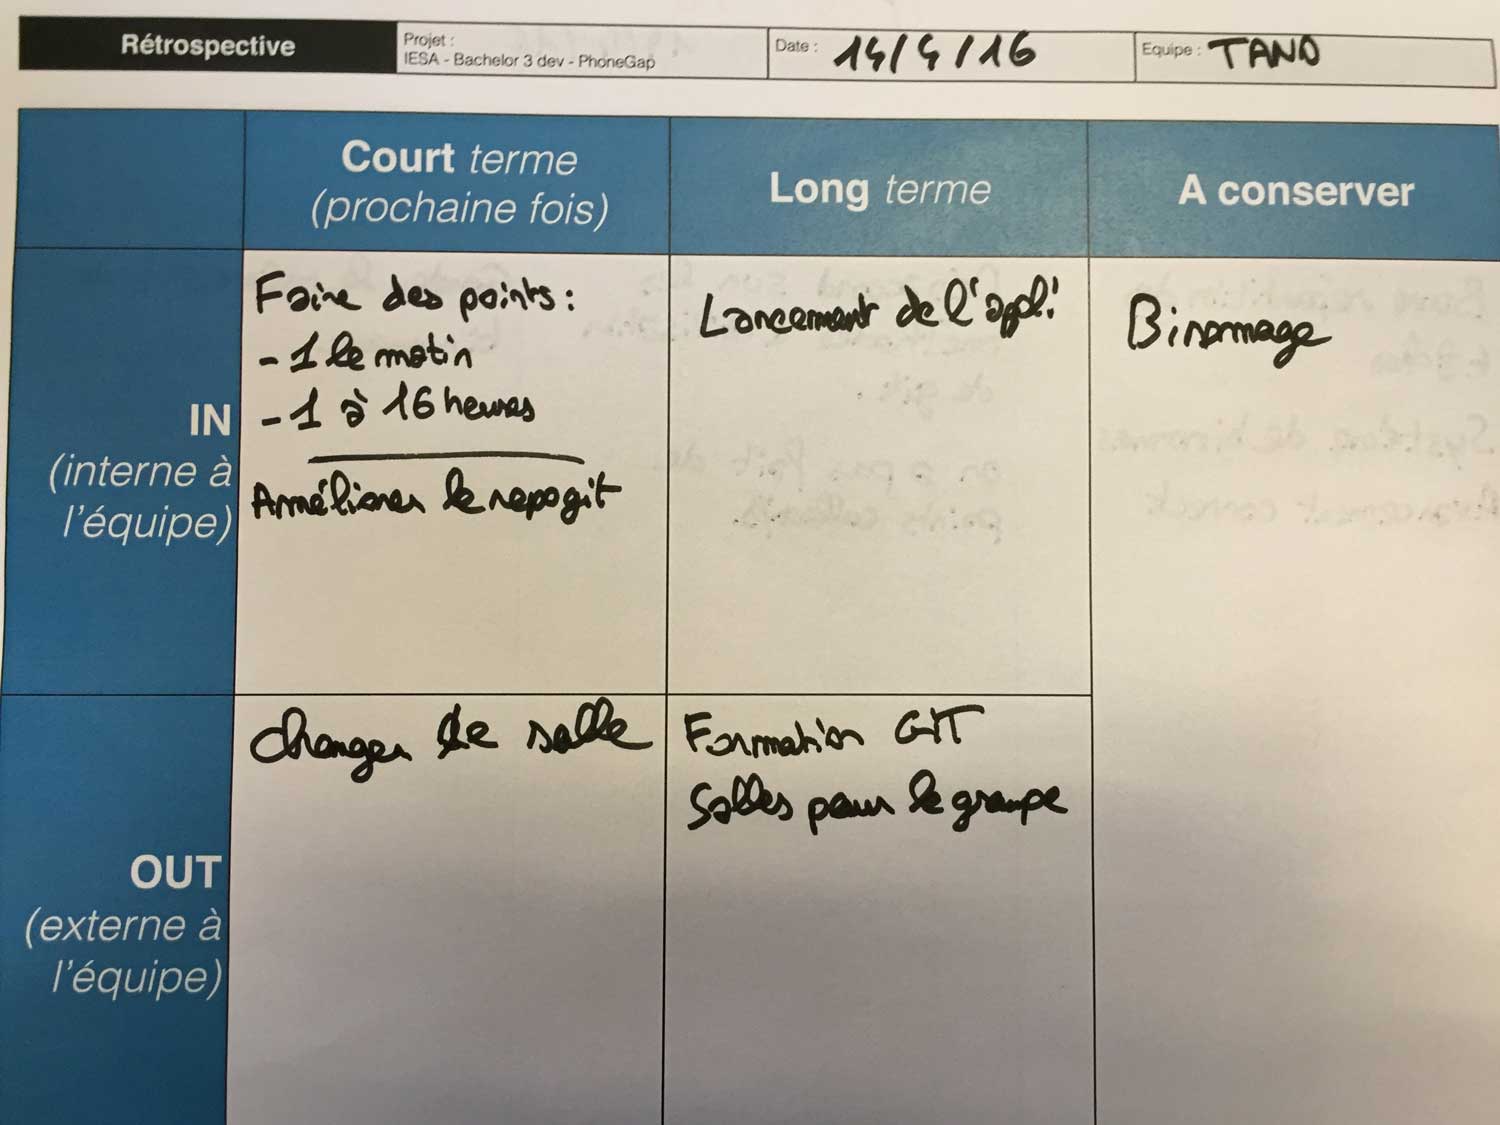 Rétrospective
Projet :
IESA - Bachelor 3 dev - PhoneGap
Date : 14/4/16
Equipe : TANO
Court terme
(prochaine fois)
Long terme
A conserver
IN
(interne à
l'équipe)
Faire des points :
- 1 le matin
- 1 à 16 heures
Améliorer le repo git
Lancement de l'appli
Binomage
OUT
(externe à
l'équipe)
changer de salle
Formation GIT
Salles pour le groupe